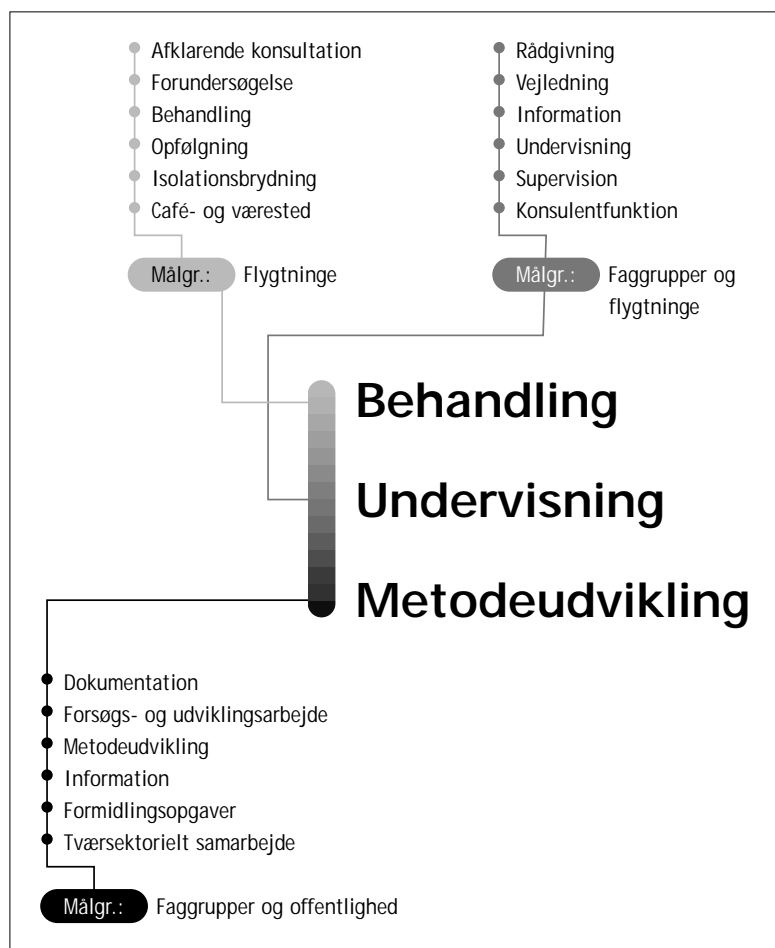 Afklarende konsultation
Forundersøgelse
Behandling
Opfølgning
Isolationsbrydning
Café- og værested
Målgr.: Flygtninge
Rådgivning
Vejledning
Information
Undervisning
Supervision
Konsulentfunktion
Målgr.: Faggrupper og
flygtninge
Behandling
Undervisning
Metodeudvikling
Dokumentation
Forsøgs- og udviklingsarbejde
Metodeudvikling
Information
Formidlingsopgaver
Tværsektorielt samarbejde
Målgr.: Faggrupper og offentlighed